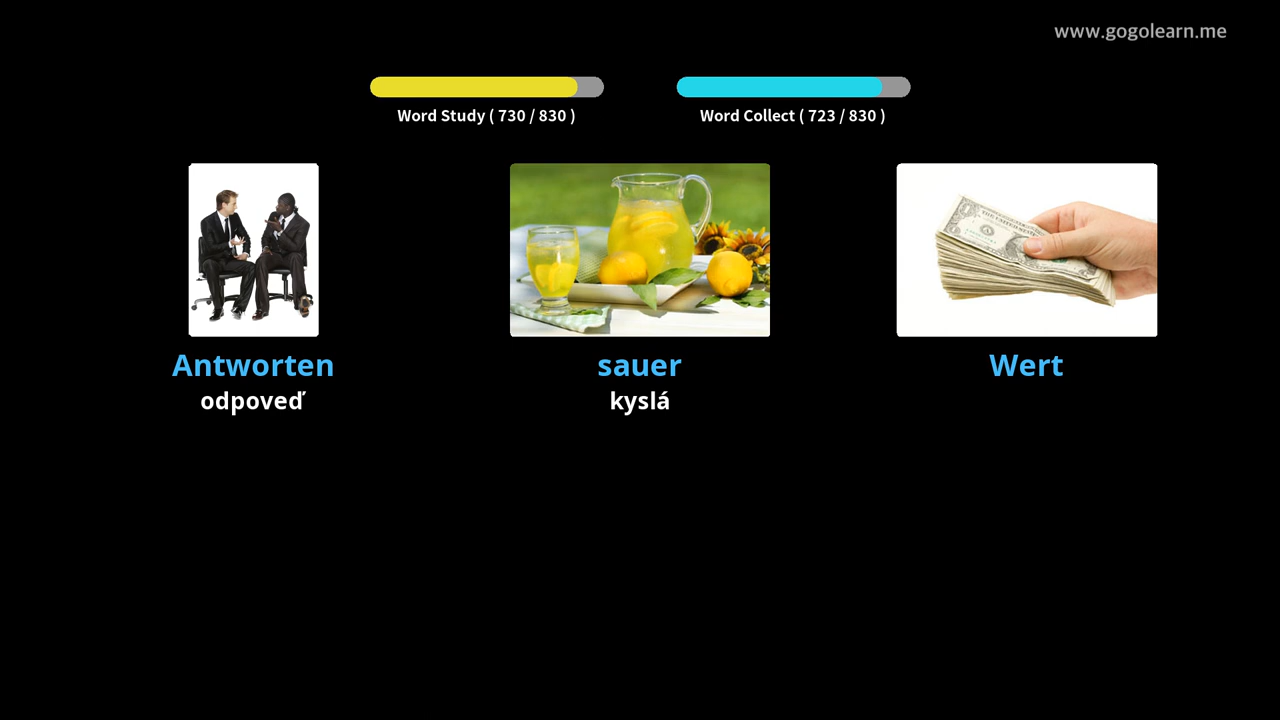 www.gogolearn.me
Word Study ( 730 / 830 )
Word Collect ( 723 / 830 )
Antworten
odpoveď
sauer
kyslá
Wert